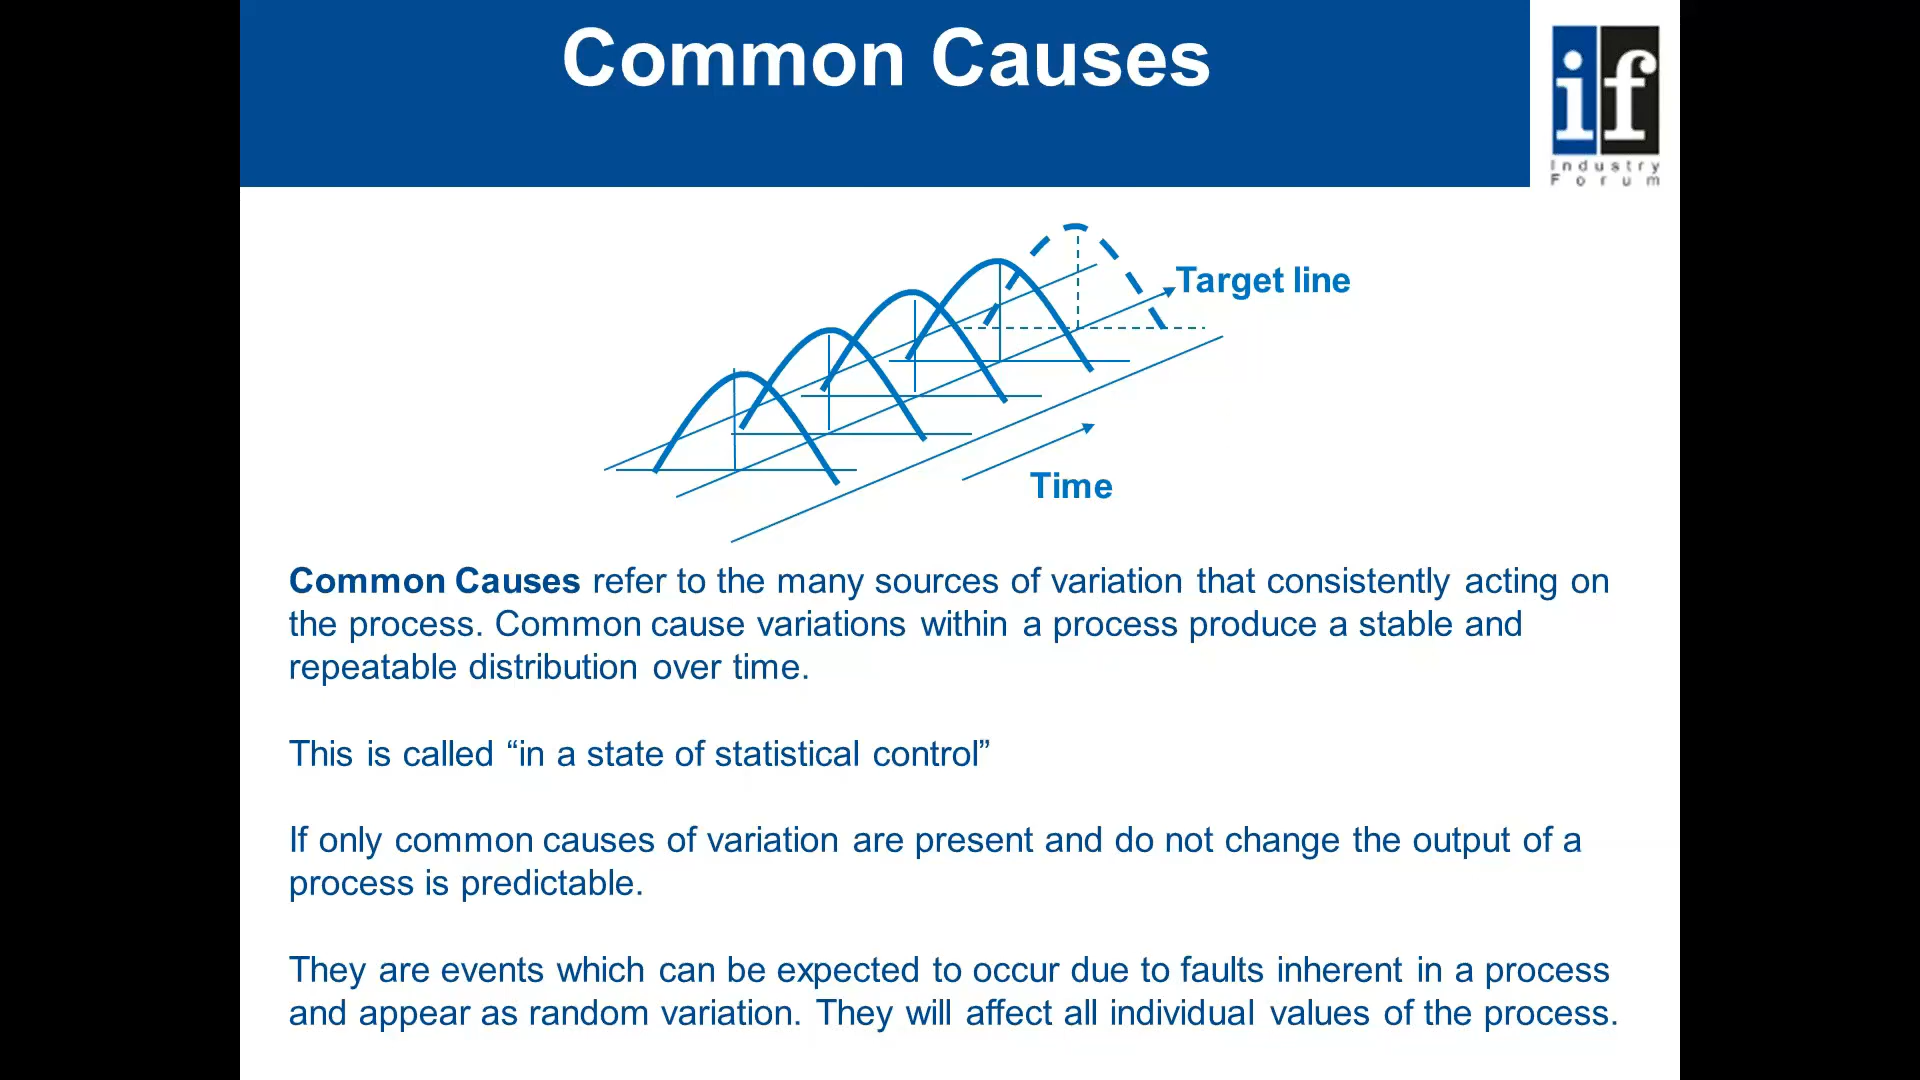 Common Causes
if
Industry
Forum
Target line
Time
Common Causes refer to the many sources of variation that consistently acting on
the process. Common cause variations within a process produce a stable and
repeatable distribution over time.
This is called “in a state of statistical control”
If only common causes of variation are present and do not change the output of a
process is predictable.
They are events which can be expected to occur due to faults inherent in a process
and appear as random variation. They will affect all individual values of the process.